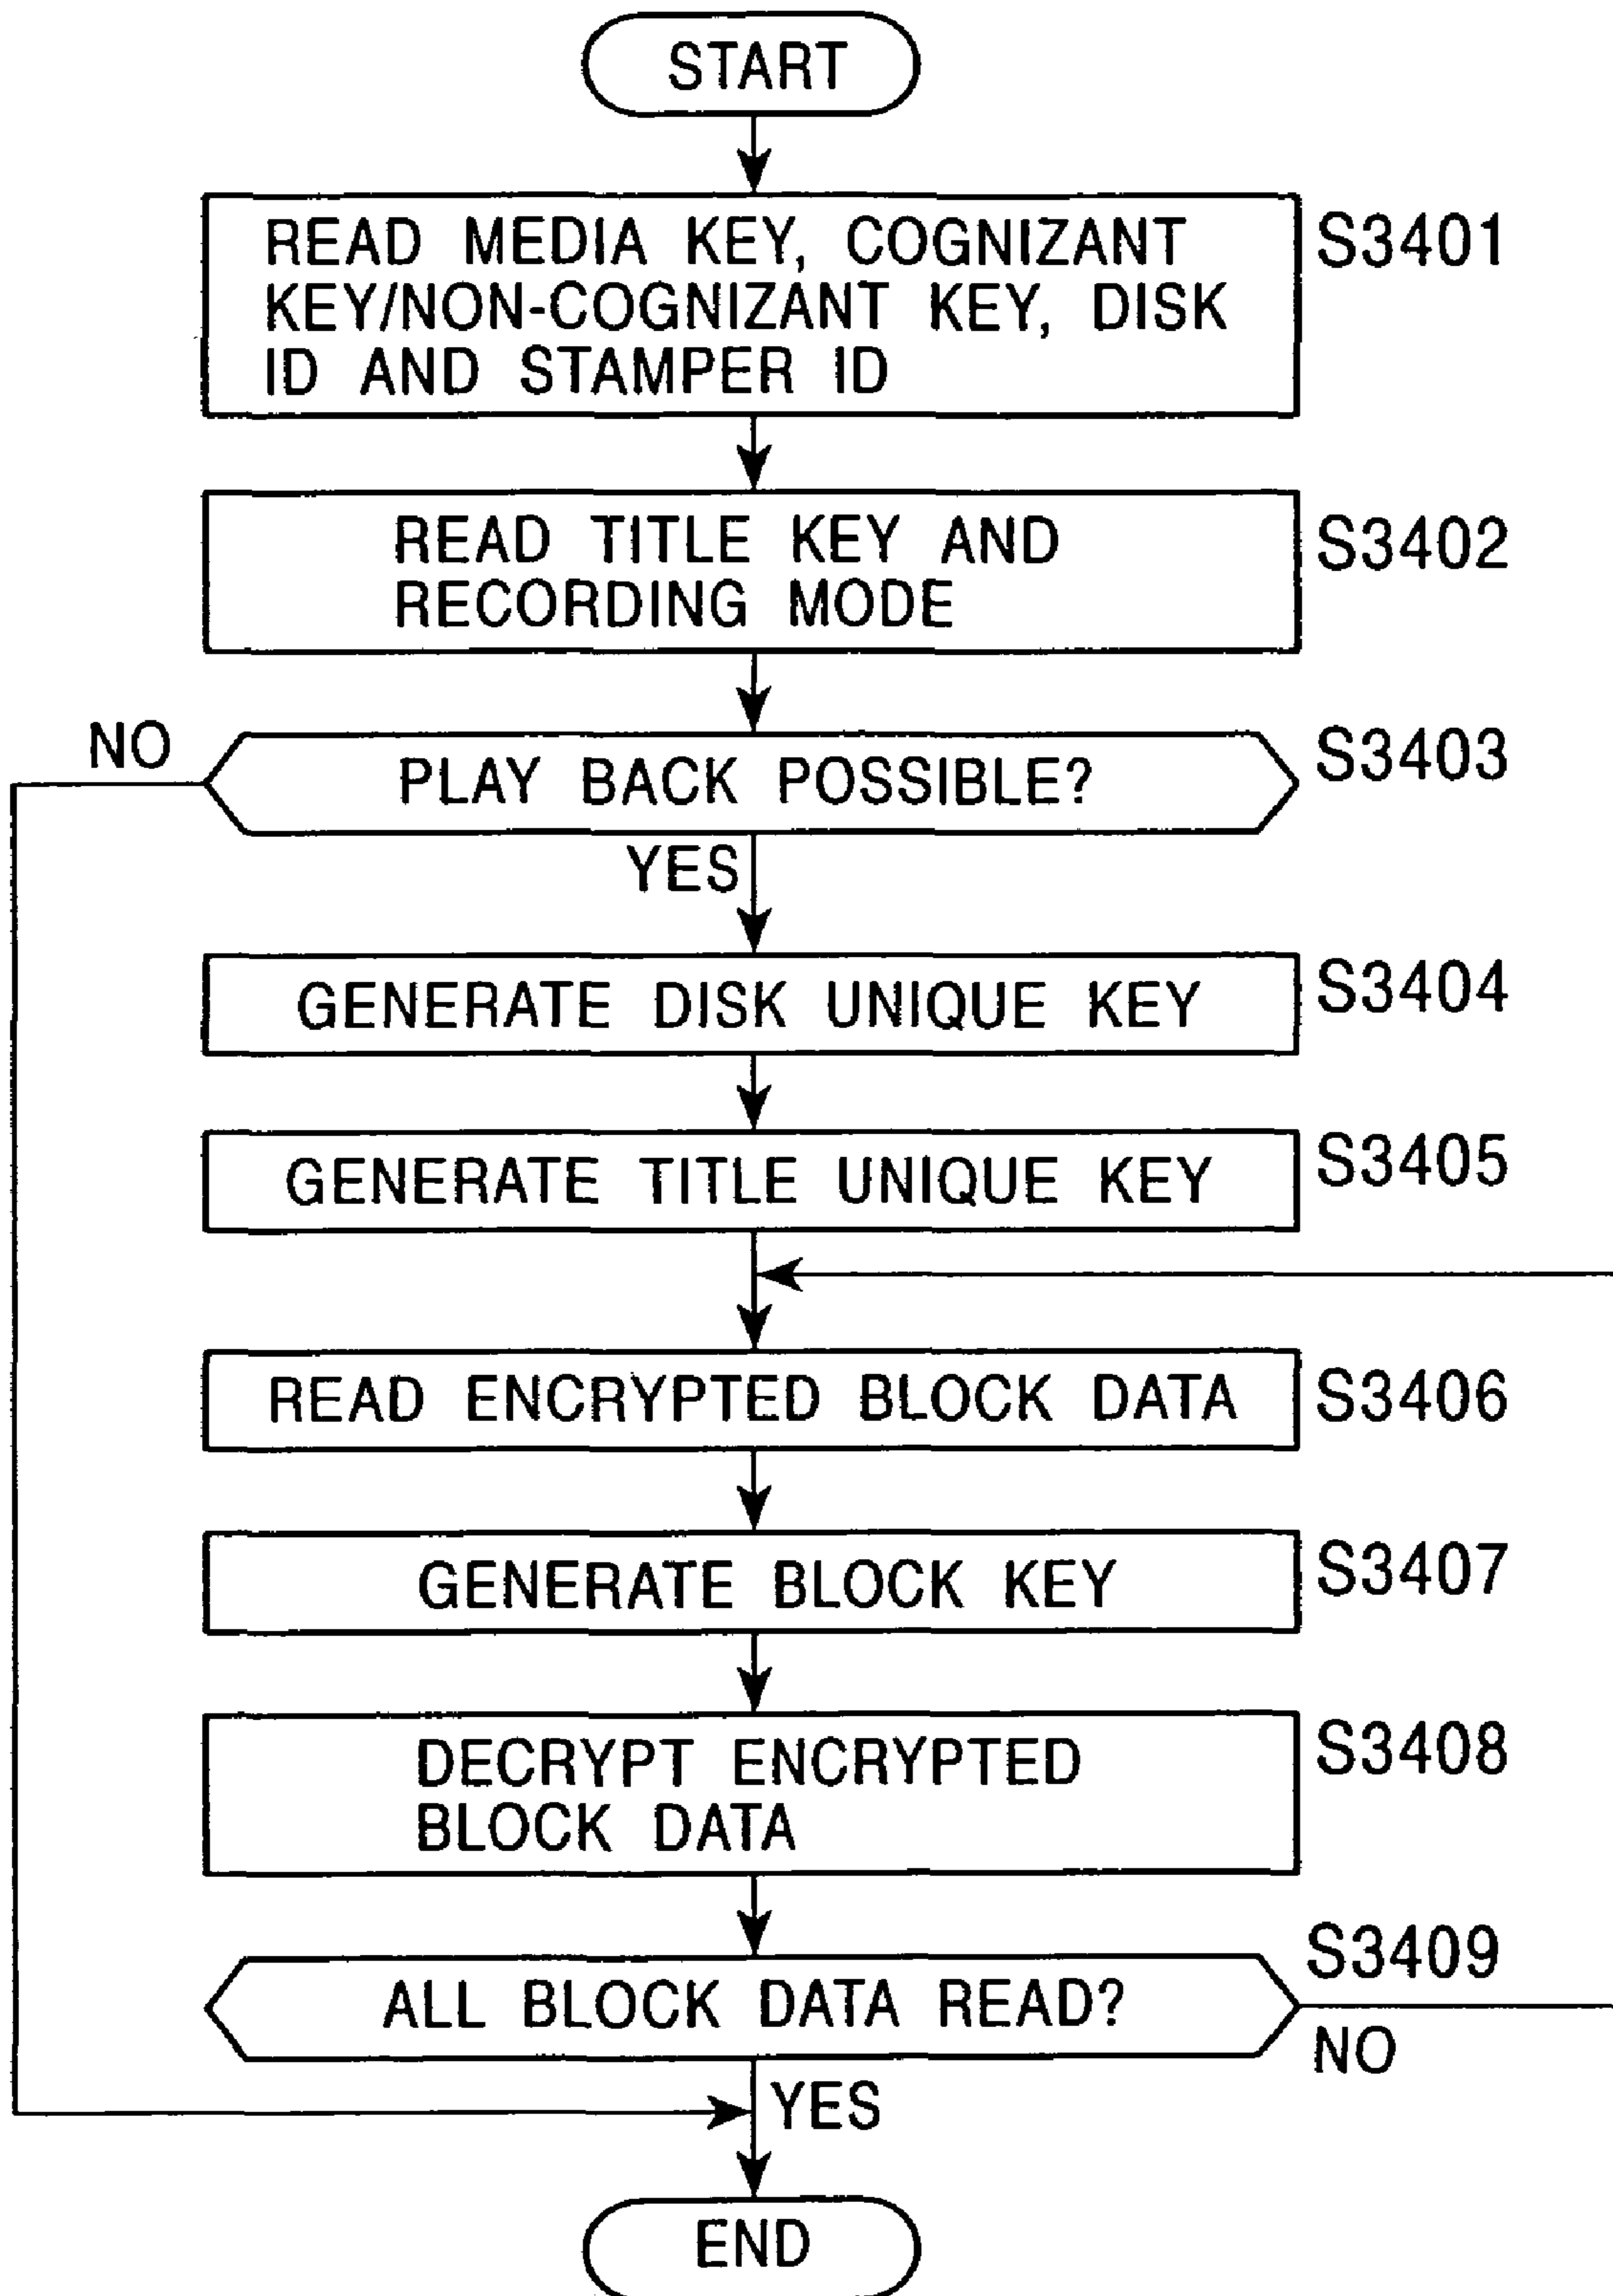 START
READ MEDIA KEY, COGNIZANT
KEY/NON-COGNIZANT KEY, DISK
ID AND STAMPER ID
S3401
READ TITLE KEY AND
RECORDING MODE
S3402
NO
PLAY BACK POSSIBLE?
S3403
YES
GENERATE DISK UNIQUE KEY
S3404
GENERATE TITLE UNIQUE KEY
S3405
READ ENCRYPTED BLOCK DATA
S3406
GENERATE BLOCK KEY
S3407
DECRYPT ENCRYPTED
BLOCK DATA
S3408
ALL BLOCK DATA READ?
S3409
NO
YES
END